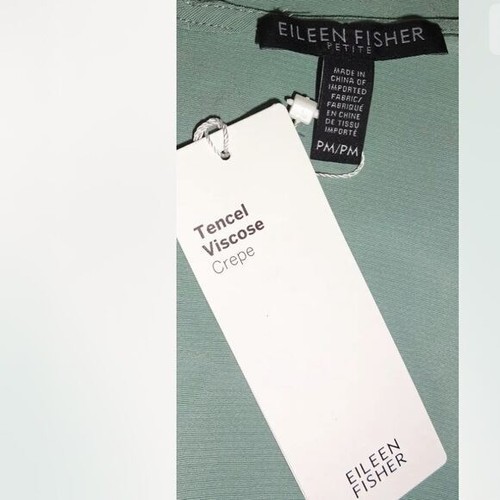 EILEEN FISHER
PETITE
MADE IN
CHINA OF
IMPORTED
FABRIC/
FABRIQUÉ
EN CHINE
DE TISSU
IMPORTÉ
PM/PM
Tencel
Viscose
Crepe
EILEEN
FISHER